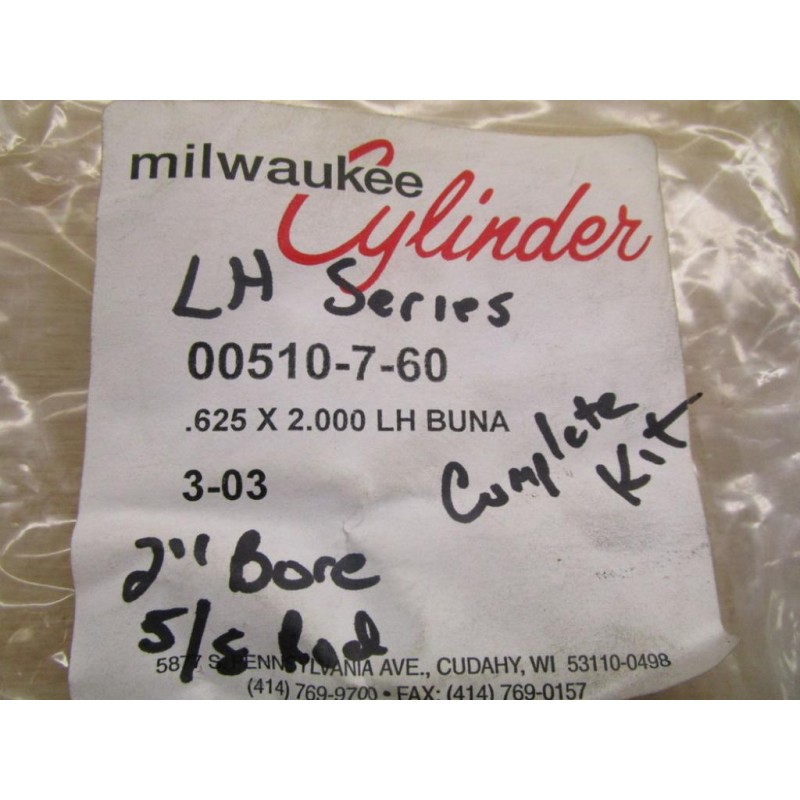 milwaukee
Cylinder
LH Series
00510-7-60
.625 X 2.000 LH BUNA
Complete
Kit
3-03
2" Bore
5/8 Rod
5877 S. PENNSYLVANIA AVE., CUDAHY, WI 53110-0498
(414) 769-9700 • FAX: (414) 769-0157